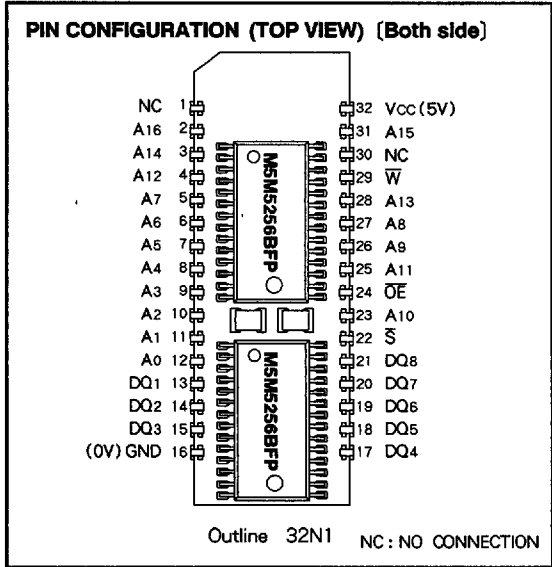 PIN CONFIGURATION (TOP VIEW) [Both side]
NC 1 32 Vcc (5V)
A16 2 31 A15
A14 3 30 NC
A12 4 29 W̅
A7 5 28 A13
A6 6 27 A8
A5 7 26 A9
A4 8 25 A11
A3 9 24 O̅E̅
A2 10 23 A10
A1 11 22 S̅
A0 12 21 DQ8
DQ1 13 20 DQ7
DQ2 14 19 DQ6
DQ3 15 18 DQ5
(0V) GND 16 17 DQ4
M5M5256BFP
M5M5256BFP
Outline 32N1
NC : NO CONNECTION